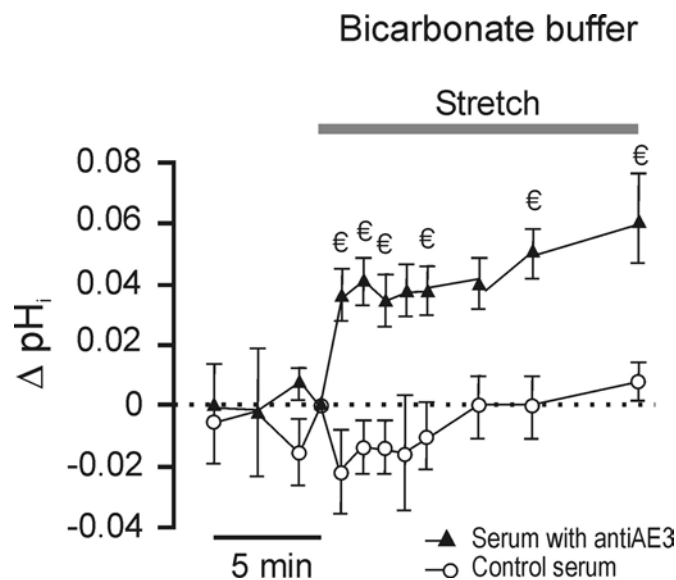 Bicarbonate buffer
Stretch
0.08
0.06
0.04
0.02
0
-0.02
-0.04
Δ pHi
€ € € € € €
5 min
Serum with antiAE3
Control serum